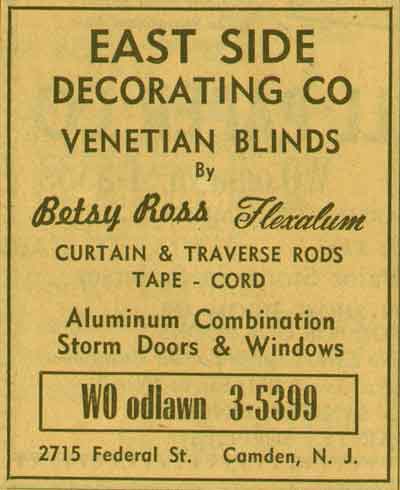 EAST SIDE
DECORATING CO
VENETIAN BLINDS
By
Betsy Ross Flexalum
CURTAIN & TRAVERSE RODS
TAPE - CORD
Aluminum Combination
Storm Doors & Windows
WO odlawn 3-5399
2715 Federal St. Camden, N. J.